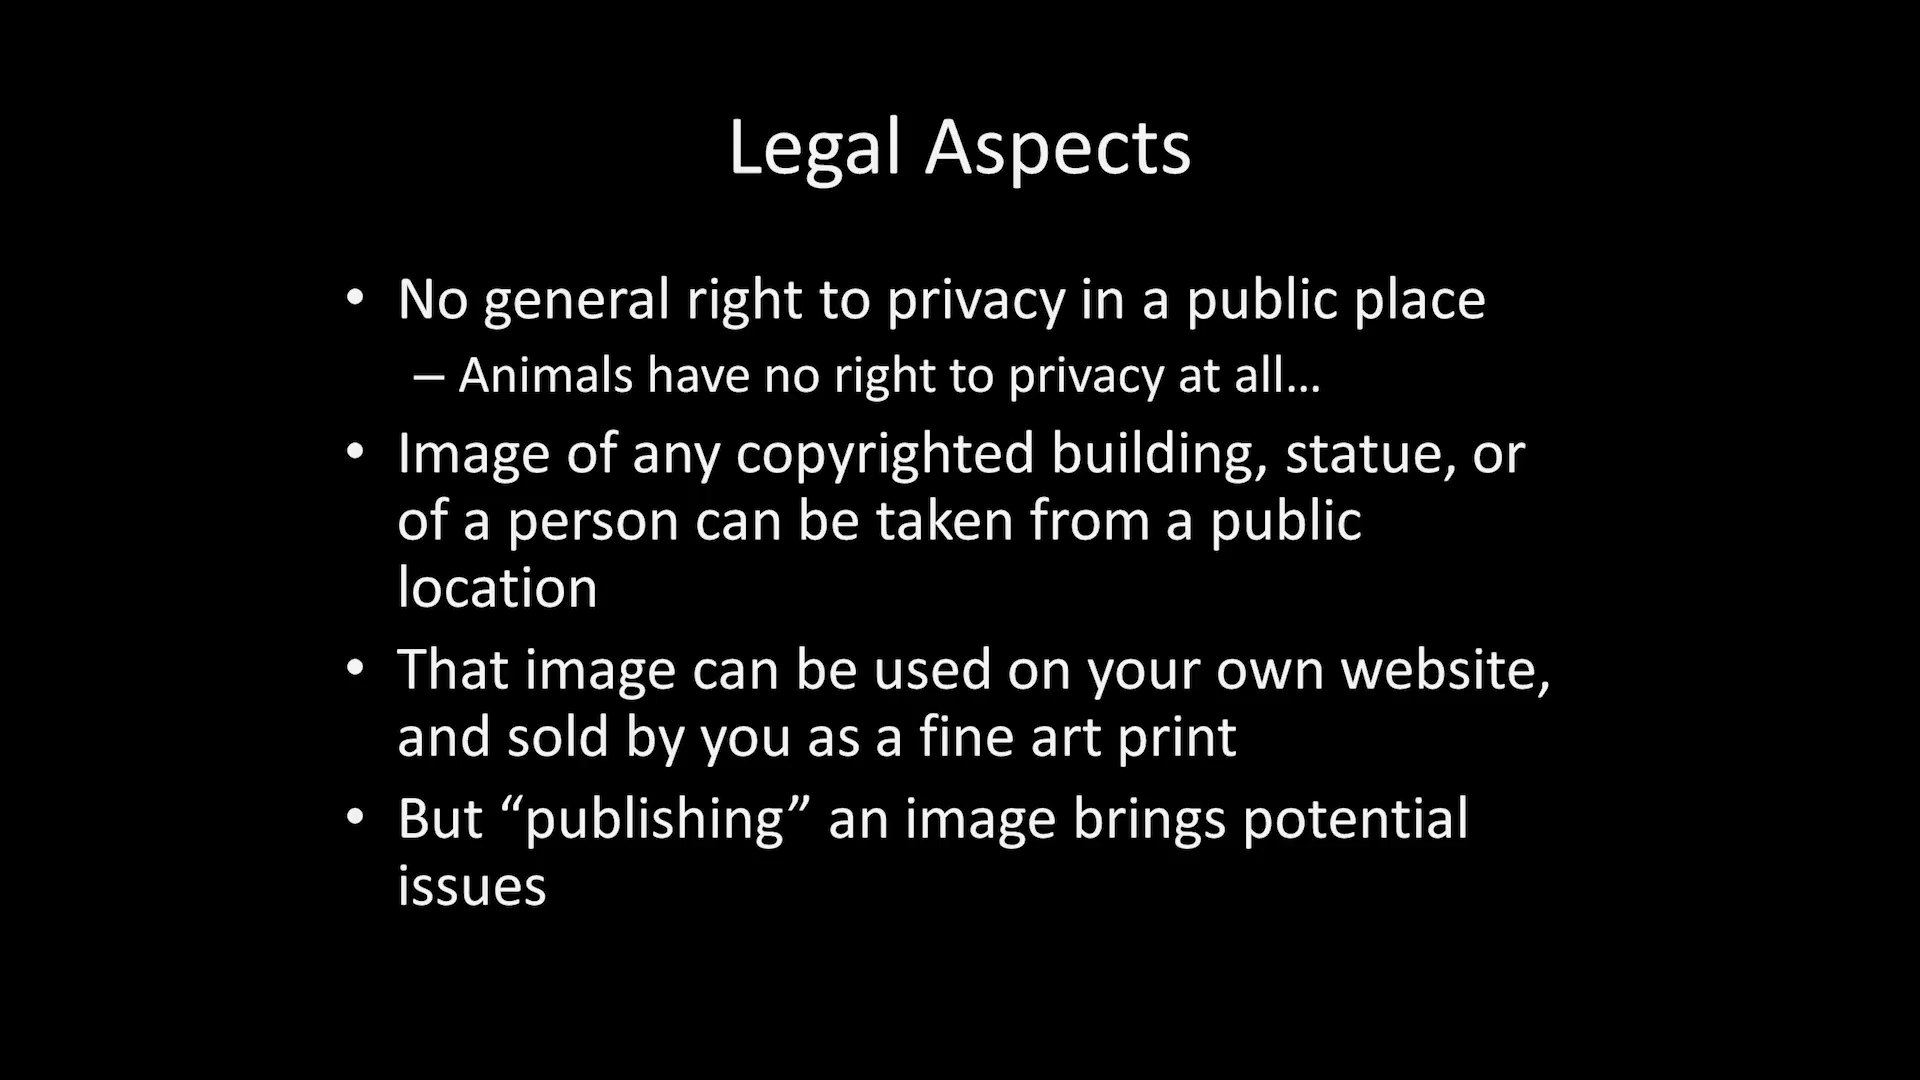 Legal Aspects
• No general right to privacy in a public place
– Animals have no right to privacy at all…
• Image of any copyrighted building, statue, or
of a person can be taken from a public
location
• That image can be used on your own website,
and sold by you as a fine art print
• But “publishing” an image brings potential
issues